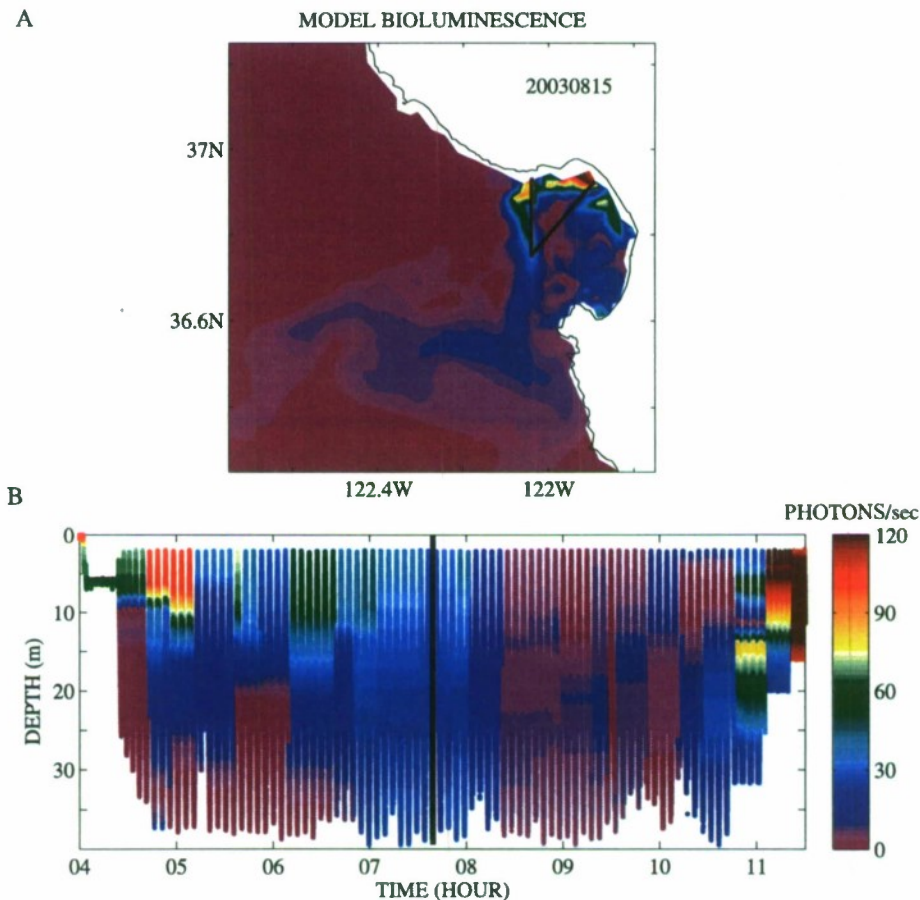 A
MODEL BIOLUMINESCENCE
20030815
37N
36.6N
122.4W
122W
B
PHOTONS/sec
0
10
20
30
DEPTH (m)
04
05
06
07
08
09
10
11
TIME (HOUR)
120
90
60
30
0